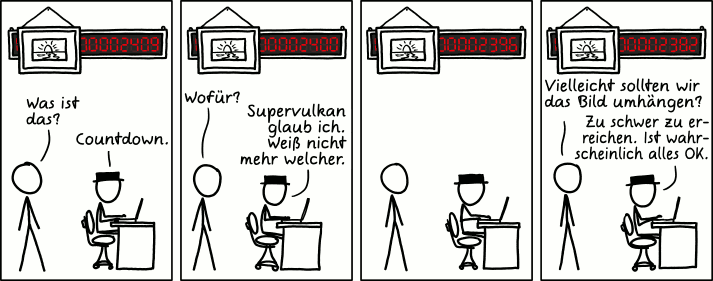 00002409
Was ist
das?
Countdown.
00002400
Wofür?
Supervulkan
glaub ich.
Weiß nicht
mehr welcher.
00002396
00002382
Vielleicht sollten wir
das Bild umhängen?
Zu schwer zu er-
reichen. Ist wahr-
scheinlich alles OK.